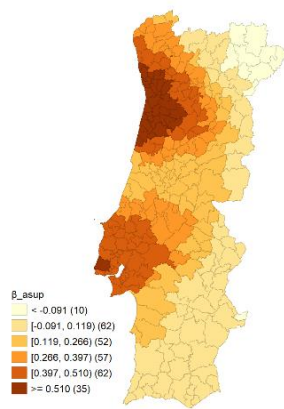 β_asup
< -0.091 (10)
[-0.091, 0.119) (62)
[0.119, 0.266) (52)
[0.266, 0.397) (57)
[0.397, 0.510) (62)
>= 0.510 (35)